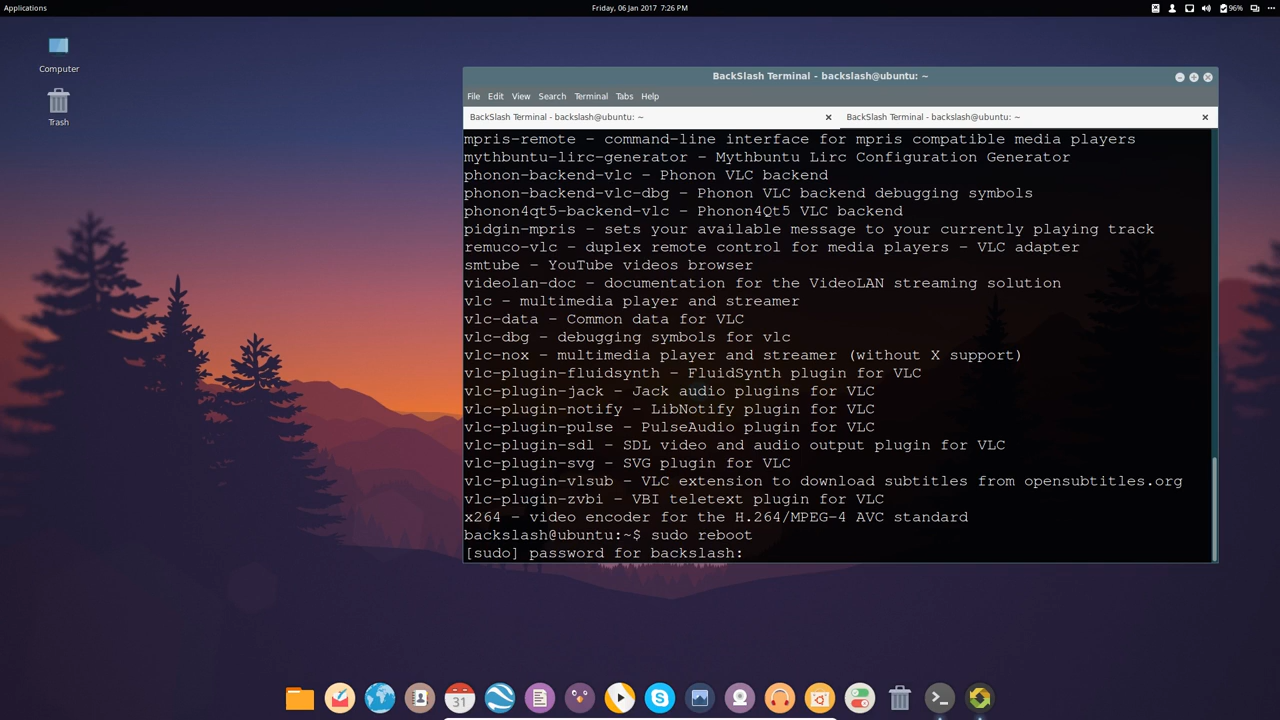 Applications
Friday, 06 Jan 2017 7:26 PM
96%
Computer
Trash
BackSlash Terminal - backslash@ubuntu: ~
File Edit View Search Terminal Tabs Help
BackSlash Terminal - backslash@ubuntu: ~
BackSlash Terminal - backslash@ubuntu: ~
mpris-remote - command-line interface for mpris compatible media players
mythbuntu-lirc-generator - Mythbuntu Lirc Configuration Generator
phonon-backend-vlc - Phonon VLC backend
phonon-backend-vlc-dbg - Phonon VLC backend debugging symbols
phonon4qt5-backend-vlc - Phonon4Qt5 VLC backend
pidgin-mpris - sets your available message to your currently playing track
remuco-vlc - duplex remote control for media players - VLC adapter
smtube - YouTube videos browser
videolan-doc - documentation for the VideoLAN streaming solution
vlc - multimedia player and streamer
vlc-data - Common data for VLC
vlc-dbg - debugging symbols for vlc
vlc-nox - multimedia player and streamer (without X support)
vlc-plugin-fluidsynth - FluidSynth plugin for VLC
vlc-plugin-jack - Jack audio plugins for VLC
vlc-plugin-notify - LibNotify plugin for VLC
vlc-plugin-pulse - PulseAudio plugin for VLC
vlc-plugin-sdl - SDL video and audio output plugin for VLC
vlc-plugin-svg - SVG plugin for VLC
vlc-plugin-vlsub - VLC extension to download subtitles from opensubtitles.org
vlc-plugin-zvbi - VBI teletext plugin for VLC
x264 - video encoder for the H.264/MPEG-4 AVC standard
backslash@ubuntu:~$ sudo reboot
[sudo] password for backslash:
31